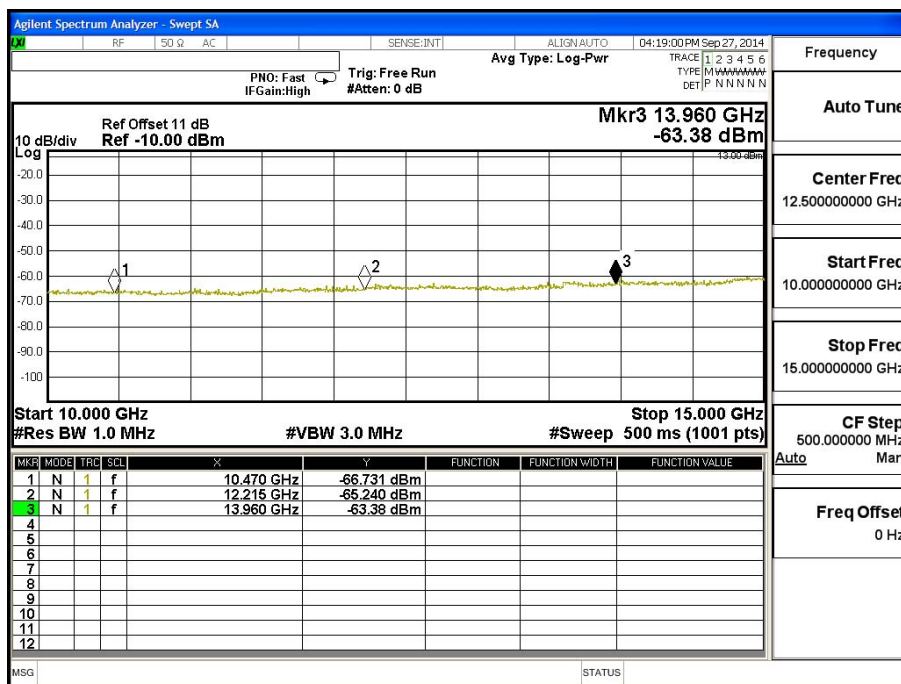 Agilent Spectrum Analyzer - Swept SA
LXI RF 50 Ω AC SENSE:INT ALIGN AUTO 04:19:00 PM Sep 27, 2014
Avg Type: Log-Pwr
TRACE 1 2 3 4 5 6
TYPE M W W W W W
DET P N N N N N
PNO: Fast
IFGain:High
Trig: Free Run
#Atten: 0 dB
Mkr3 13.960 GHz
-63.38 dBm
Ref Offset 11 dB
Ref -10.00 dBm
10 dB/div
Log
-13.00 dBm
-20.0
-30.0
-40.0
-50.0
-60.0
-70.0
-80.0
-90.0
-100
1
2
3
Start 10.000 GHz Stop 15.000 GHz
#Res BW 1.0 MHz #VBW 3.0 MHz #Sweep 500 ms (1001 pts)
MKR MODE TRC SCL X Y FUNCTION FUNCTION WIDTH FUNCTION VALUE
1 N 1 f 10.470 GHz -66.731 dBm
2 N 1 f 12.215 GHz -65.240 dBm
3 N 1 f 13.960 GHz -63.38 dBm
4
5
6
7
8
9
10
11
12
MSG STATUS
Frequency
Auto Tune
Center Freq
12.500000000 GHz
Start Freq
10.000000000 GHz
Stop Freq
15.000000000 GHz
CF Step
500.000000 MHz
Auto Man
Freq Offset
0 Hz